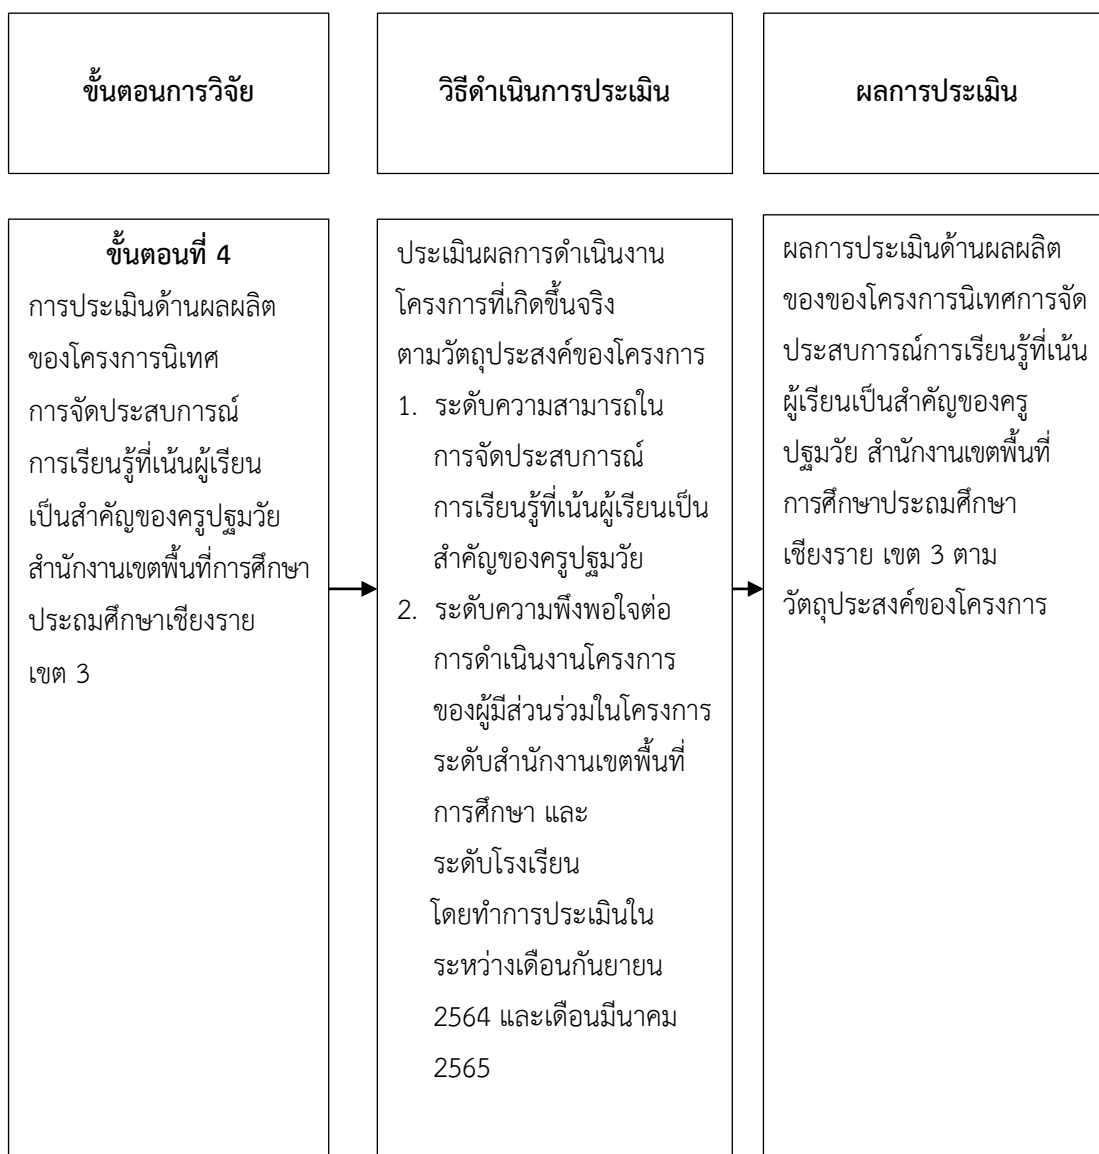 ขั้นตอนการวิจัย
วิธีดำเนินการประเมิน
ผลการประเมิน
ขั้นตอนที่ 4
การประเมินด้านผลผลิต
ของโครงการนิเทศ
การจัดประสบการณ์
การเรียนรู้ที่เน้นผู้เรียน
เป็นสำคัญของครูปฐมวัย
สำนักงานเขตพื้นที่การศึกษา
ประถมศึกษาเชียงราย
เขต 3
ประเมินผลการดำเนินงาน
โครงการที่เกิดขึ้นจริง
ตามวัตถุประสงค์ของโครงการ
1. ระดับความสามารถใน
การจัดประสบการณ์
การเรียนรู้ที่เน้นผู้เรียนเป็น
สำคัญของครูปฐมวัย
2. ระดับความพึงพอใจต่อ
การดำเนินงานโครงการ
ของผู้มีส่วนร่วมในโครงการ
ระดับสำนักงานเขตพื้นที่
การศึกษา และ
ระดับโรงเรียน
โดยทำการประเมินใน
ระหว่างเดือนกันยายน
2564 และเดือนมีนาคม
2565
ผลการประเมินด้านผลผลิต
ของของโครงการนิเทศการจัด
ประสบการณ์การเรียนรู้ที่เน้น
ผู้เรียนเป็นสำคัญของครู
ปฐมวัย สำนักงานเขตพื้นที่
การศึกษาประถมศึกษา
เชียงราย เขต 3 ตาม
วัตถุประสงค์ของโครงการ